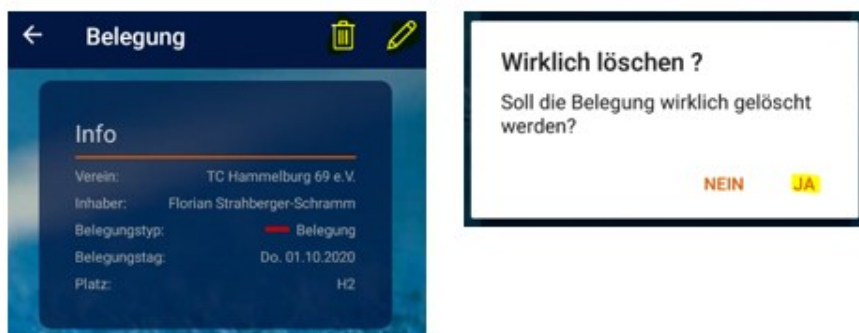 Belegung
Info
Verein: TC Hammelburg 69 e.V.
Inhaber: Florian Strahberger-Schramm
Belegungstyp: Belegung
Belegungstag: Do. 01.10.2020
Platz: H2
Wirklich löschen ?
Soll die Belegung wirklich gelöscht
werden?
NEIN JA